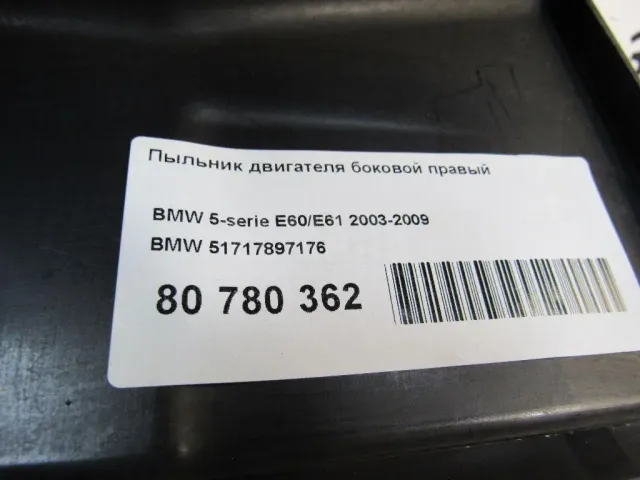 Пыльник двигателя боковой правый
BMW 5-serie E60/E61 2003-2009
BMW 51717897176
80 780 362